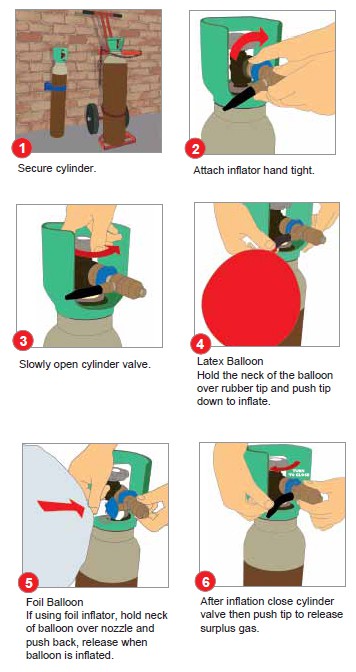 1
Secure cylinder.
2
Attach inflator hand tight.
3
Slowly open cylinder valve.
4
Latex Balloon
Hold the neck of the balloon
over rubber tip and push tip
down to inflate.
5
Foil Balloon
If using foil inflator, hold neck
of balloon over nozzle and
push back, release when
balloon is inflated.
TURN
TO CLOSE
6
After inflation close cylinder
valve then push tip to release
surplus gas.